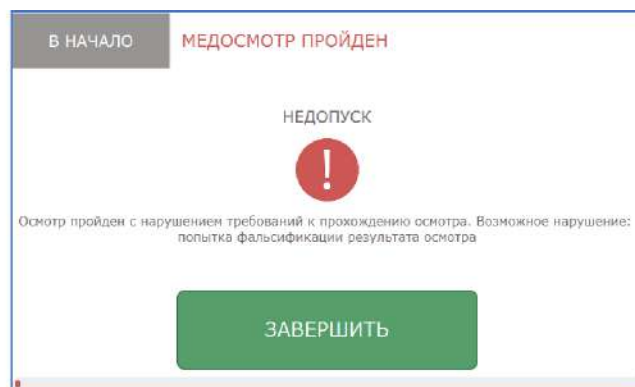 В НАЧАЛО
МЕДОСМОТР ПРОЙДЕН
НЕДОПУСК
!
Осмотр пройден с нарушением требований к прохождению осмотра. Возможное нарушение:
попытка фальсификации результата осмотра
ЗАВЕРШИТЬ